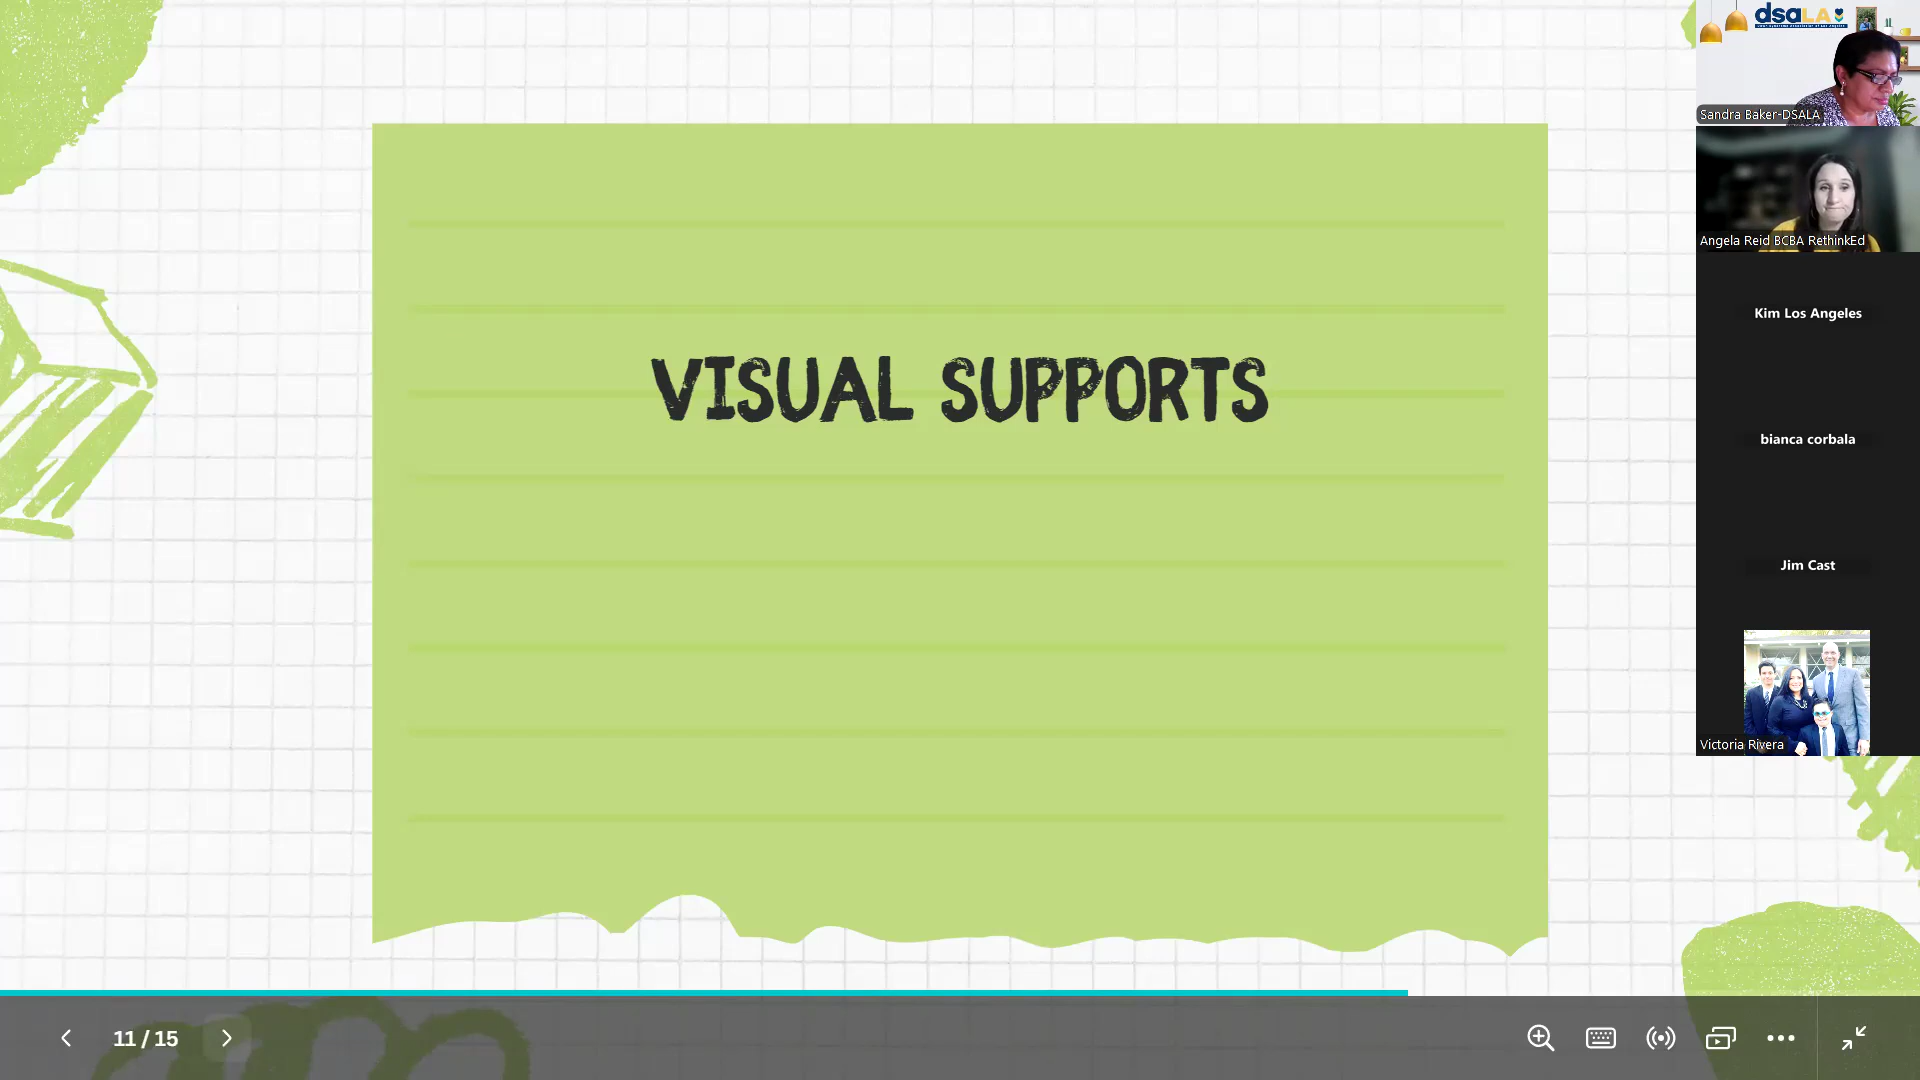 dsaLA
Sandra Baker-DSALA
Angela Reid BCBA RethinkEd
Kim Los Angeles
bianca corbala
Jim Cast
Victoria Rivera
VISUAL SUPPORTS
11 / 15